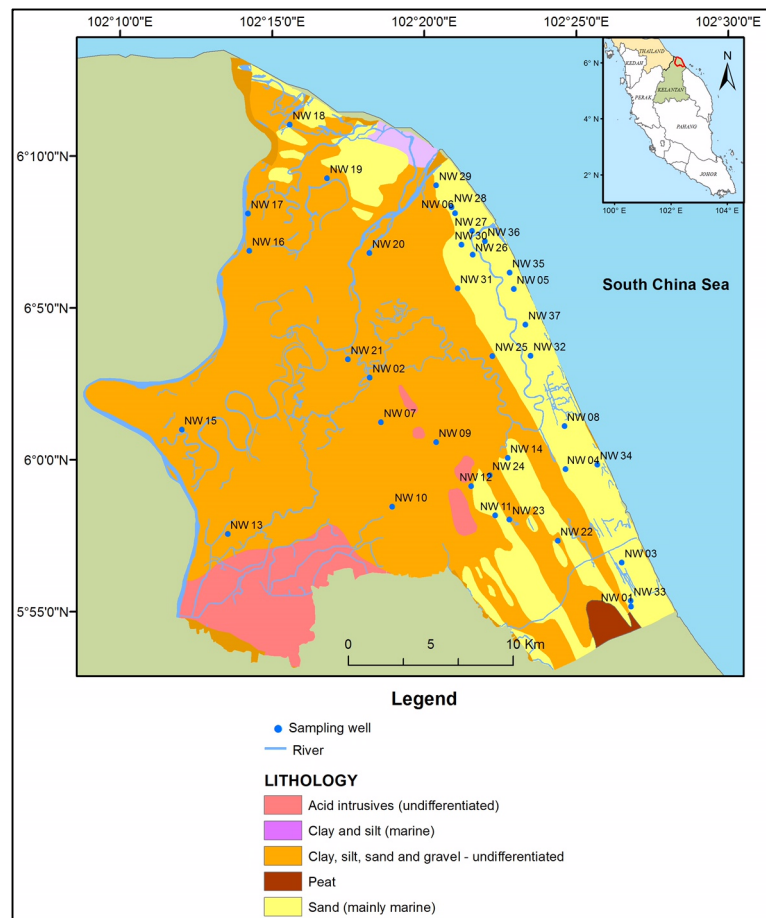 102°10'0"E 102°15'0"E 102°20'0"E 102°25'0"E 102°30'0"E
THAILAND
KEDAH
6° N
KELANTAN
PERAK
4° N
PAHANG
JOHOR
2° N
100° E 102° E 104° E
N
NW 18
6°10'0"N
NW 19
NW 29
NW 17
NW 06
NW 28
NW 27
NW 36
NW 30
NW 16
NW 20
NW 26
NW 35
NW 31
NW 05
South China Sea
6°5'0"N
NW 37
NW 21
NW 25
NW 32
NW 02
NW 15
NW 07
NW 08
NW 09
6°0'0"N
NW 14
NW 34
NW 24
NW 04
NW 12
NW 10
NW 11
NW 23
NW 13
NW 22
NW 03
NW 01
NW 33
5°55'0"N
0 5 10 Km
Legend
Sampling well
River
LITHOLOGY
Acid intrusives (undifferentiated)
Clay and silt (marine)
Clay, silt, sand and gravel - undifferentiated
Peat
Sand (mainly marine)